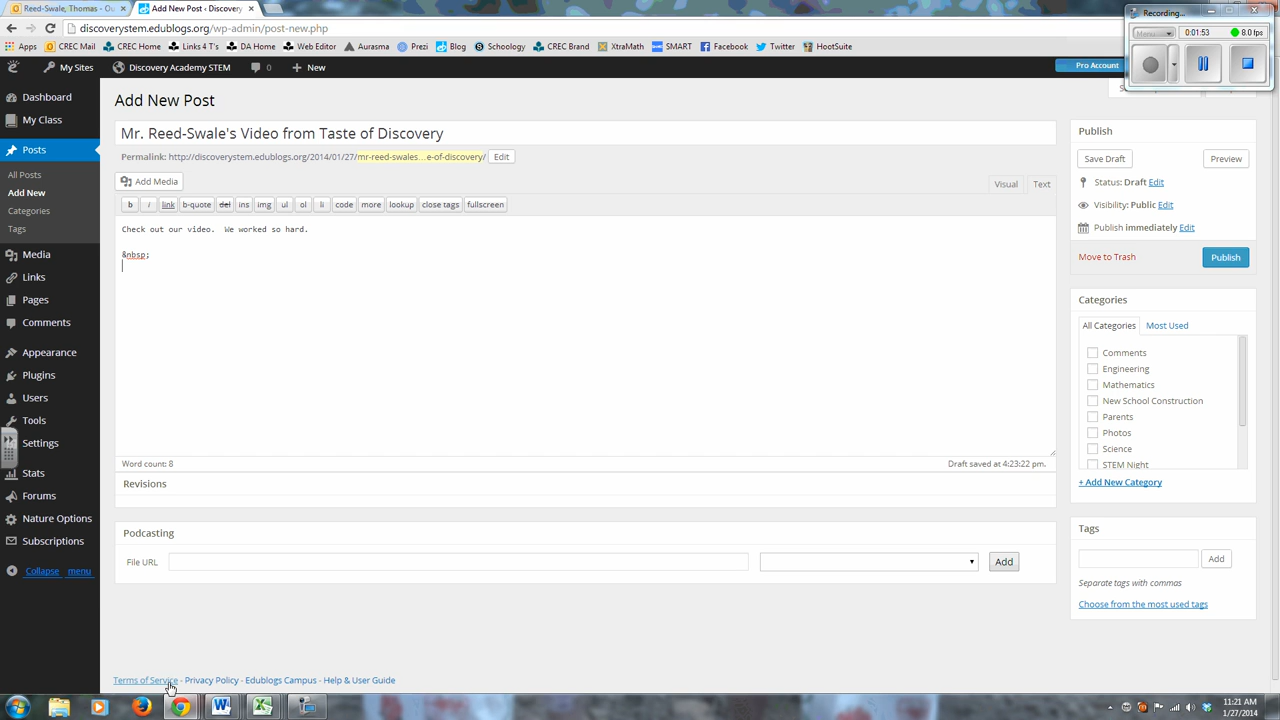 Reed-Swale, Thomas - Ou
Add New Post ‹ Discovery
Recording...
discoverystem.edublogs.org/wp-admin/post-new.php
Menu
0:01:53
8.0 fps
Apps
CREC Mail
CREC Home
Links 4 T's
DA Home
Web Editor
Aurasma
Prezi
Blog
Schoology
CREC Brand
XtraMath
SMART
Facebook
Twitter
HootSuite
My Sites
Discovery Academy STEM
0
New
Pro Account
Dashboard
My Class
Posts
All Posts
Add New
Categories
Tags
Media
Links
Pages
Comments
Appearance
Plugins
Users
Tools
Settings
Stats
Forums
Nature Options
Subscriptions
Collapse menu
Add New Post
Mr. Reed-Swale's Video from Taste of Discovery
Permalink: http://discoverystem.edublogs.org/2014/01/27/mr-reed-swales…e-of-discovery/ Edit
Add Media
Visual
Text
b i link b-quote del ins img ul ol li code more lookup close tags fullscreen
Check out our video.  We worked so hard.
&nbsp;
Word count: 8
Draft saved at 4:23:22 pm.
Revisions
Podcasting
File URL
Add
Publish
Save Draft
Preview
Status: Draft Edit
Visibility: Public Edit
Publish immediately Edit
Move to Trash
Publish
Categories
All Categories
Most Used
Comments
Engineering
Mathematics
New School Construction
Parents
Photos
Science
STEM Night
+ Add New Category
Tags
Add
Separate tags with commas
Choose from the most used tags
Terms of Service - Privacy Policy - Edublogs Campus - Help & User Guide
11:21 AM
1/27/2014